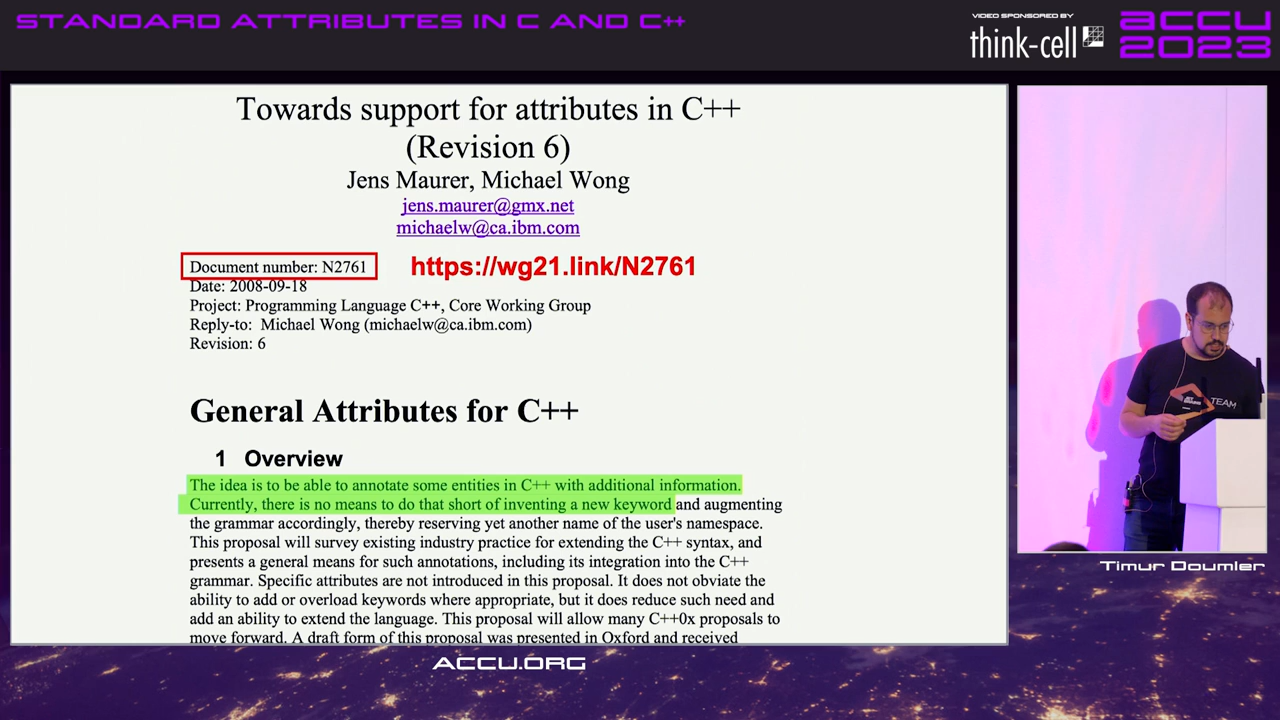 STANDARD ATTRIBUTES IN C AND C++
VIDEO SPONSORED BY
think-cell
ACCU
2023
Towards support for attributes in C++
(Revision 6)
Jens Maurer, Michael Wong
jens.maurer@gmx.net
michaelw@ca.ibm.com
Document number: N2761
https://wg21.link/N2761
Date: 2008-09-18
Project: Programming Language C++, Core Working Group
Reply-to: Michael Wong (michaelw@ca.ibm.com)
Revision: 6
General Attributes for C++
1 Overview
The idea is to be able to annotate some entities in C++ with additional information.
Currently, there is no means to do that short of inventing a new keyword and augmenting
the grammar accordingly, thereby reserving yet another name of the user's namespace.
This proposal will survey existing industry practice for extending the C++ syntax, and
presents a general means for such annotations, including its integration into the C++
grammar. Specific attributes are not introduced in this proposal. It does not obviate the
ability to add or overload keywords where appropriate, but it does reduce such need and
add an ability to extend the language. This proposal will allow many C++0x proposals to
move forward. A draft form of this proposal was presented in Oxford and received
TEAM
Timur Doumler
ACCU.ORG